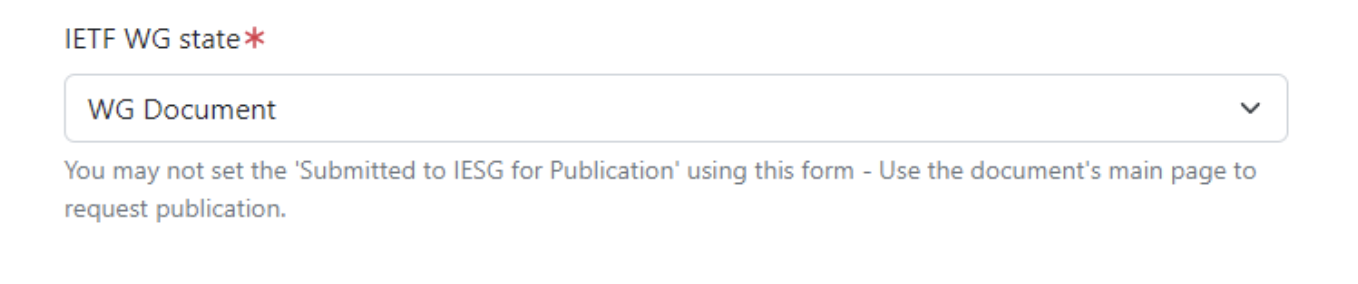 IETF WG state*
WG Document
You may not set the 'Submitted to IESG for Publication' using this form - Use the document's main page to
request publication.